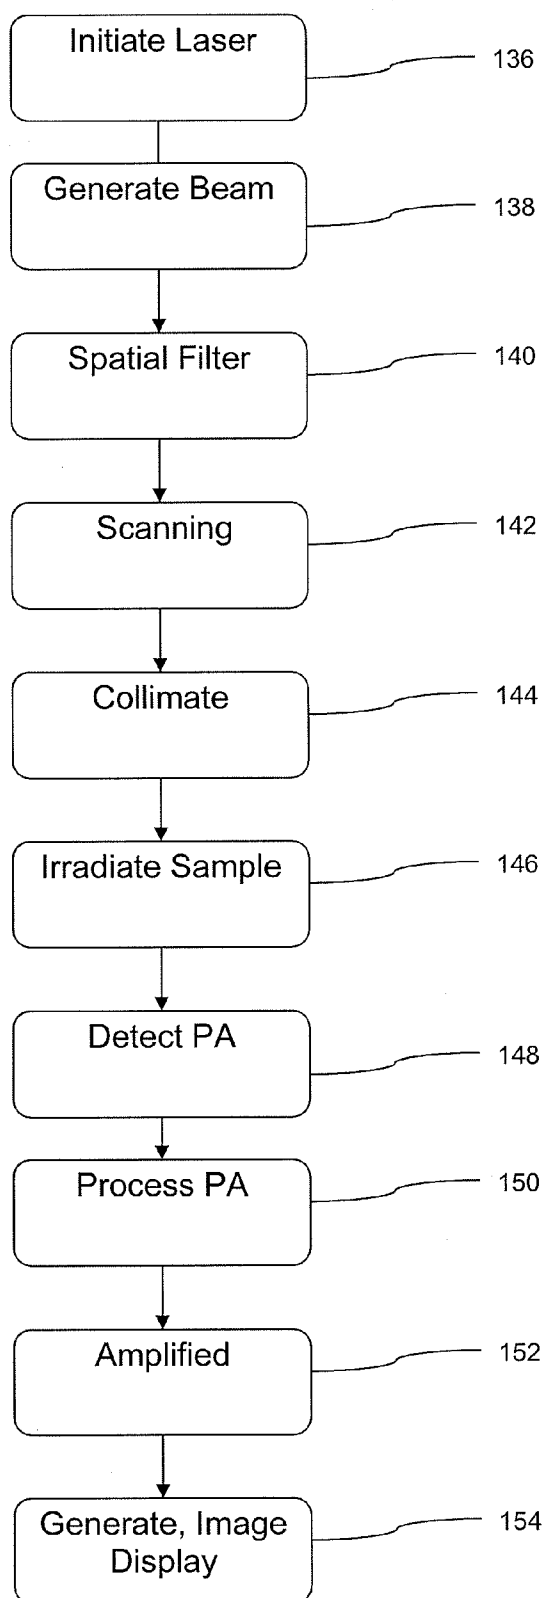 Initiate Laser
136
Generate Beam
138
Spatial Filter
140
Scanning
142
Collimate
144
Irradiate Sample
146
Detect PA
148
Process PA
150
Amplified
152
Generate, Image
Display
154